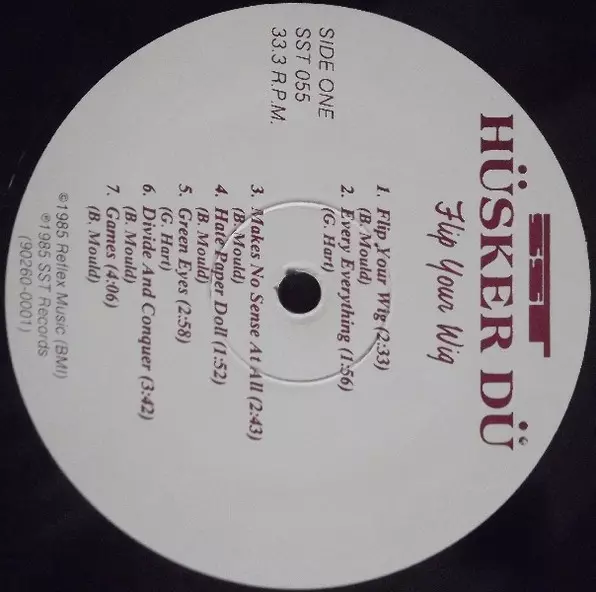 SST
HÜSKER DÜ
Flip Your Wig
SIDE ONE
SST 055
33.3 R.P.M.
1. Flip Your Wig (2:33)
(B. Mould)
2. Every Everything (1:56)
(G. Hart)
3. Makes No Sense At All (2:43)
(B. Mould)
4. Hate Paper Doll (1:52)
(B. Mould)
5. Green Eyes (2:58)
(G. Hart)
6. Divide And Conquer (3:42)
(B. Mould)
7. Games (4:06)
(B. Mould)
©1985 Reflex Music (BMI)
℗1985 SST Records
(90260-0001)